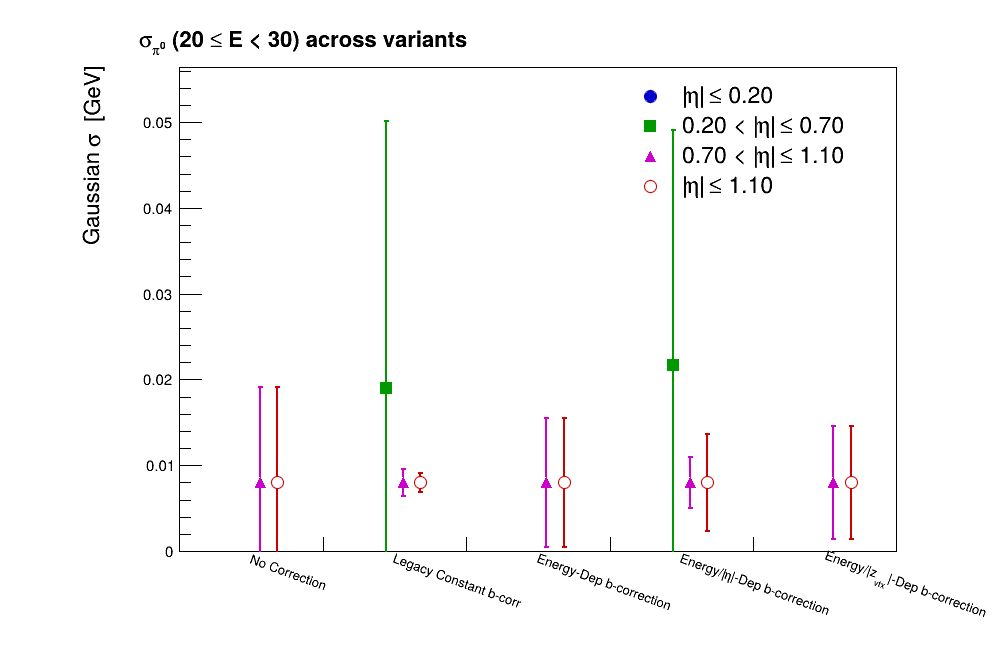 σπ⁰ (20 ≤ E < 30) across variants
Gaussian σ [GeV]
|η| ≤ 0.20
0.20 < |η| ≤ 0.70
0.70 < |η| ≤ 1.10
|η| ≤ 1.10
0.05
0.04
0.03
0.02
0.01
0
No Correction
Legacy Constant b-corr
Energy-Dep b-correction
Energy/|η|-Dep b-correction
Energy/|z_vtx|-Dep b-correction